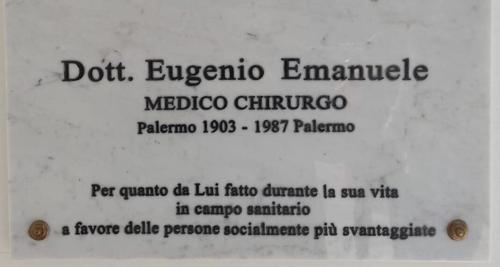 Dott. Eugenio Emanuele
MEDICO CHIRURGO
Palermo 1903 - 1987 Palermo
Per quanto da Lui fatto durante la sua vita
in campo sanitario
a favore delle persone socialmente più svantaggiate